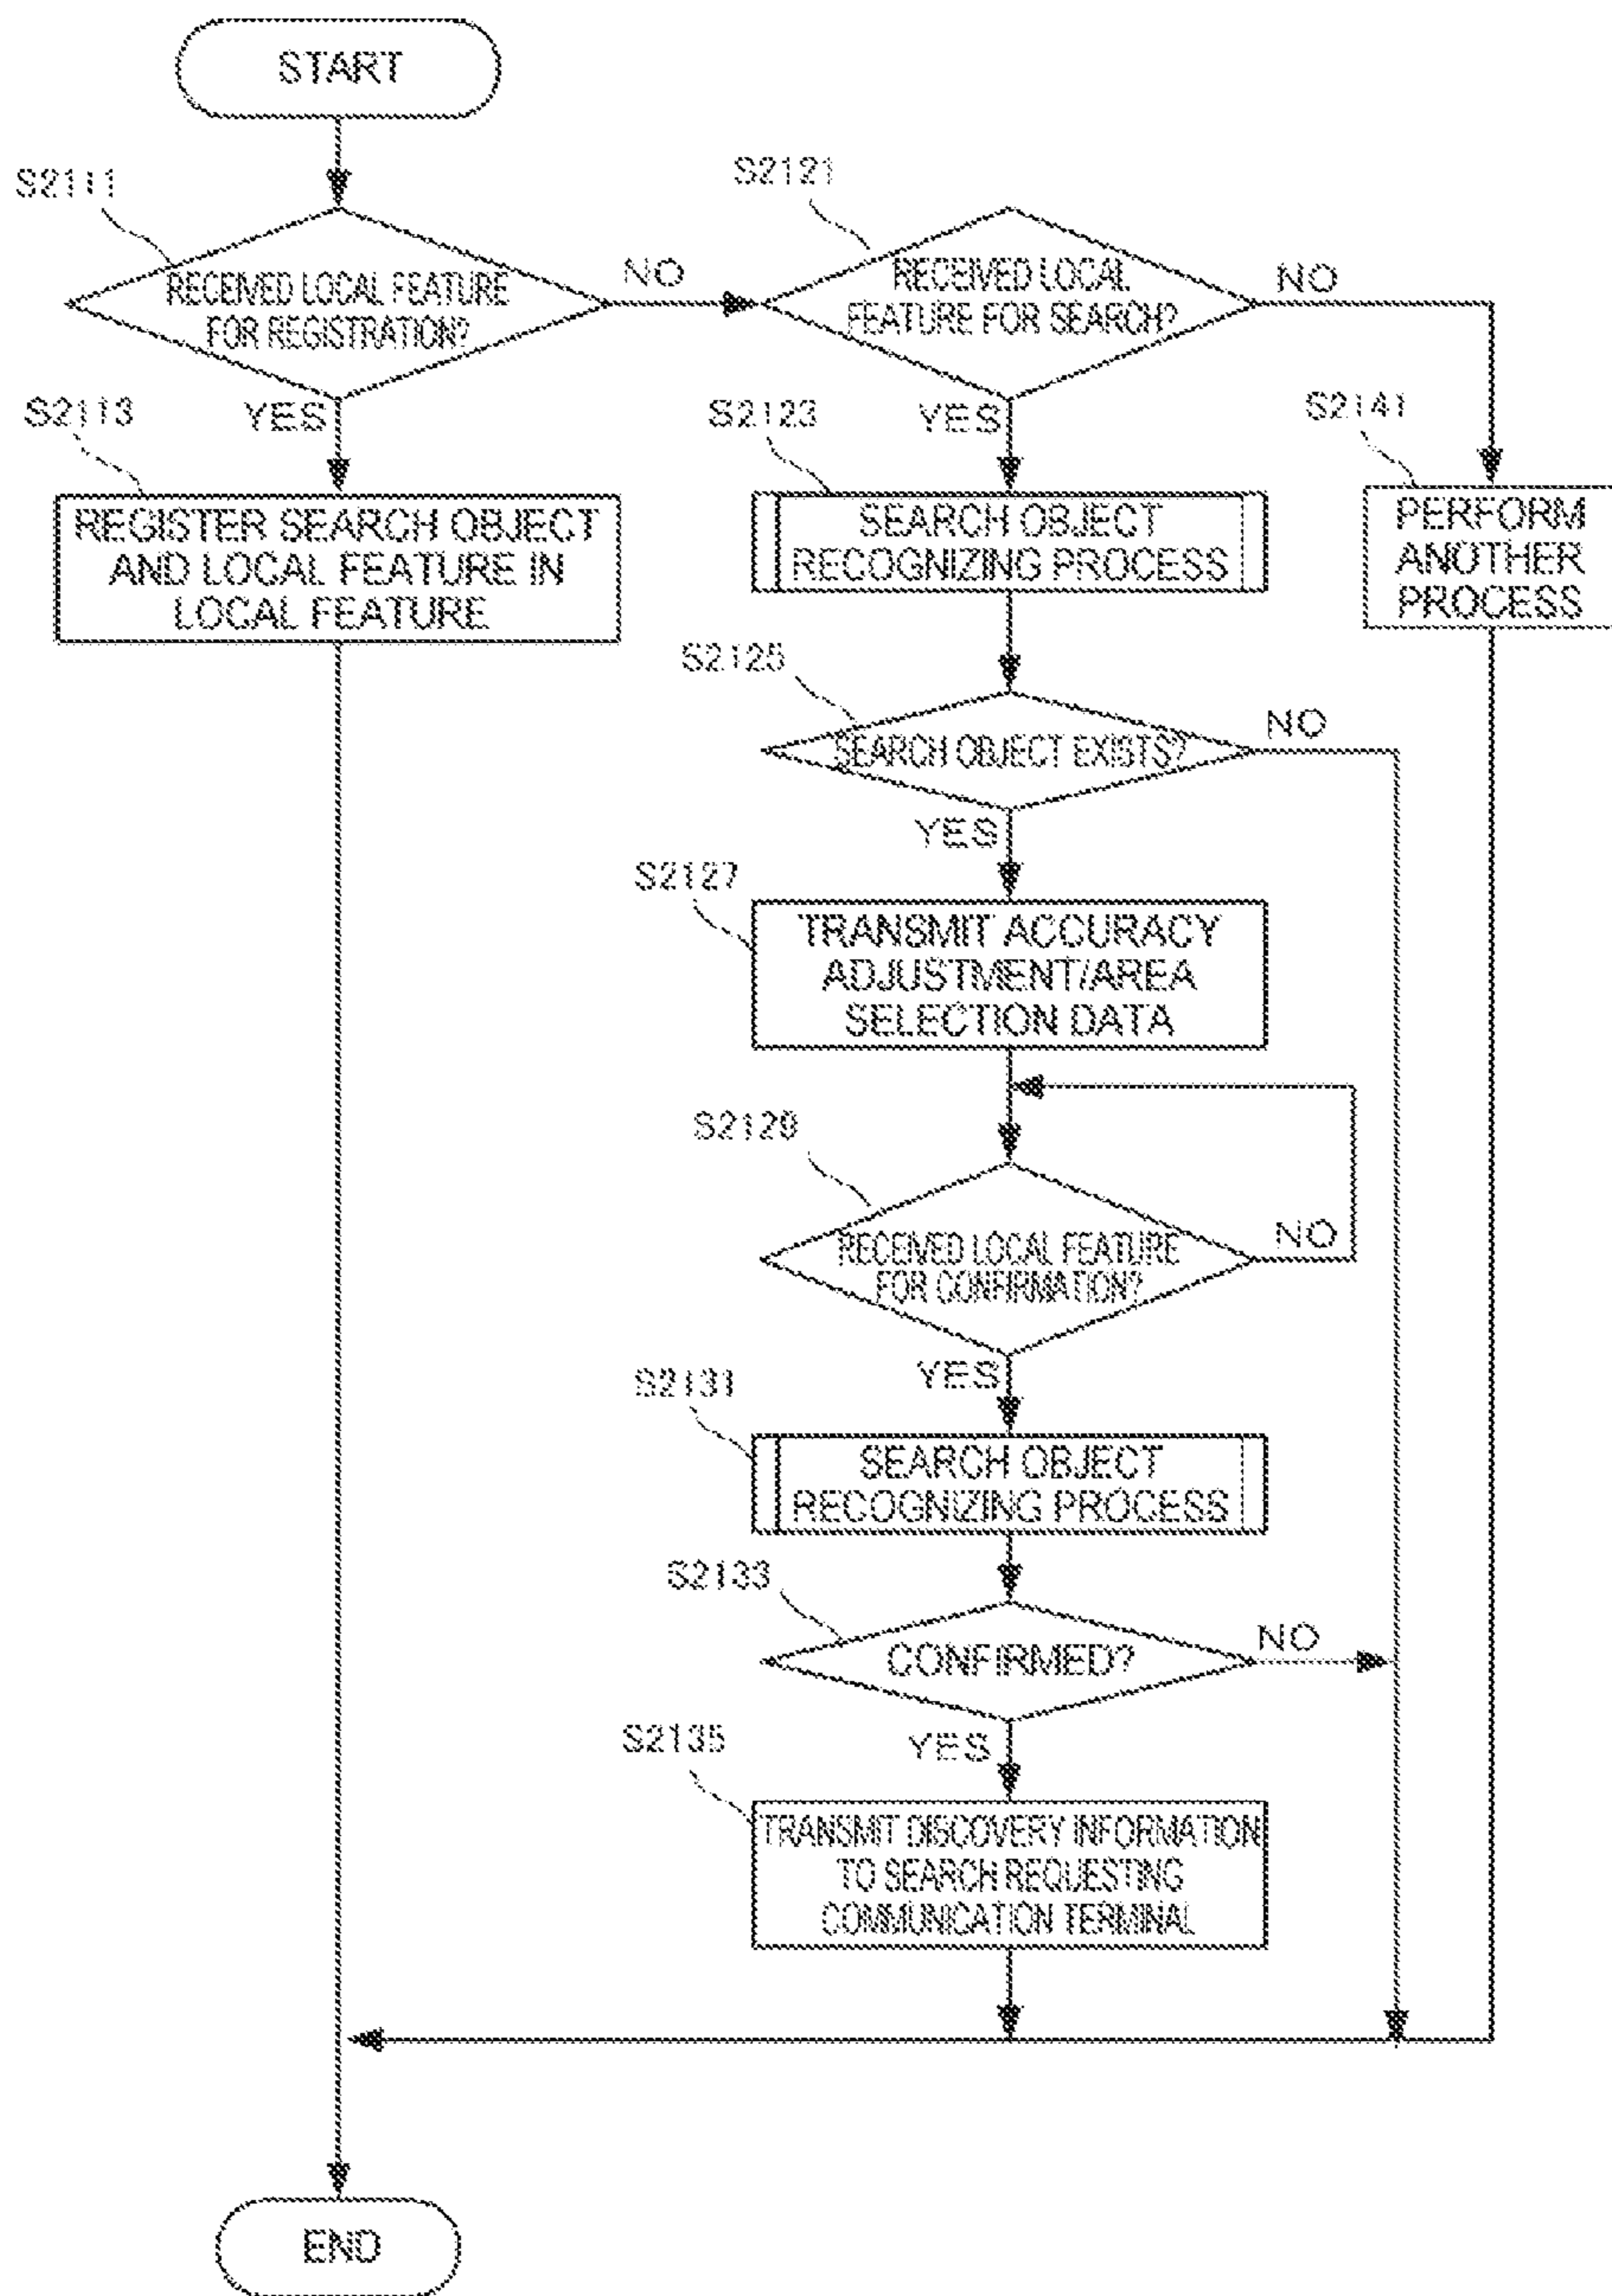 START
S2111
RECEIVED LOCAL FEATURE
FOR REGISTRATION?
NO
S2121
RECEIVED LOCAL
FEATURE FOR SEARCH?
NO
S2113
YES
REGISTER SEARCH OBJECT
AND LOCAL FEATURE IN
LOCAL FEATURE
S2123
YES
SEARCH OBJECT
RECOGNIZING PROCESS
S2141
PERFORM
ANOTHER
PROCESS
S2125
SEARCH OBJECT EXISTS?
NO
YES
S2127
TRANSMIT ACCURACY
ADJUSTMENT/AREA
SELECTION DATA
S2129
RECEIVED LOCAL FEATURE
FOR CONFIRMATION?
NO
YES
S2131
SEARCH OBJECT
RECOGNIZING PROCESS
S2133
CONFIRMED?
NO
YES
S2135
TRANSMIT DISCOVERY INFORMATION
TO SEARCH REQUESTING
COMMUNICATION TERMINAL
END